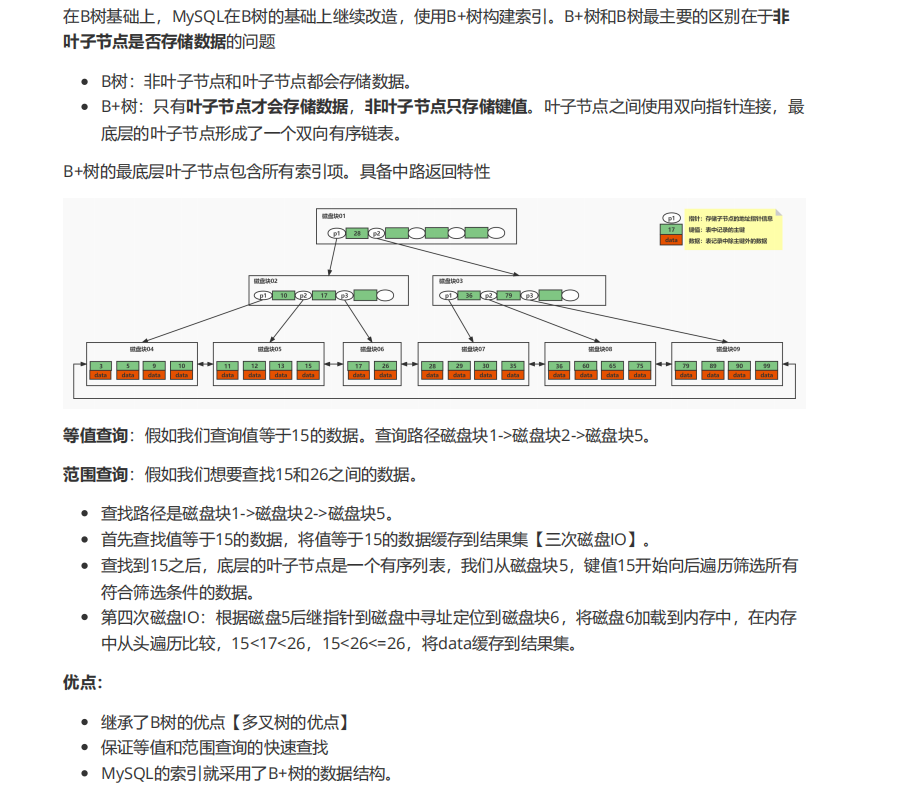 在B树基础上，MySQL在B树的基础上继续改造，使用B+树构建索引。B+树和B树最主要的区别在于非
叶子节点是否存储数据的问题
B树：非叶子节点和叶子节点都会存储数据。
B+树：只有叶子节点才会存储数据，非叶子节点只存储键值。叶子节点之间使用双向指针连接，最
底层的叶子节点形成了一个双向有序链表。
B+树的最底层叶子节点包含所有索引项。具备中路返回特性
磁盘块01
p1 28 p2
p1 指针：存储子节点的地址指针信息
17 键值：表中记录的主键
data 数据：表记录中除主键外的数据
磁盘块02
p1 10 p2 17 p3
磁盘块03
p1 36 p2 79 p3
磁盘块04
3 5 9 10
data data data data
磁盘块05
11 12 13 15
data data data data
磁盘块06
17 26
data data
磁盘块07
28 29 30 35
data data data data
磁盘块08
36 60 65 75
data data data data
磁盘块09
79 89 90 99
data data data data
等值查询：假如我们查询值等于15的数据。查询路径磁盘块1->磁盘块2->磁盘块5。
范围查询：假如我们想要查找15和26之间的数据。
查找路径是磁盘块1->磁盘块2->磁盘块5。
首先查找值等于15的数据，将值等于15的数据缓存到结果集【三次磁盘IO】。
查找到15之后，底层的叶子节点是一个有序列表，我们从磁盘块5，键值15开始向后遍历筛选所有
符合筛选条件的数据。
第四次磁盘IO：根据磁盘5后继指针到磁盘中寻址定位到磁盘块6，将磁盘6加载到内存中，在内存
中从头遍历比较，15<17<26，15<26<=26，将data缓存到结果集。
优点：
继承了B树的优点【多叉树的优点】
保证等值和范围查询的快速查找
MySQL的索引就采用了B+树的数据结构。